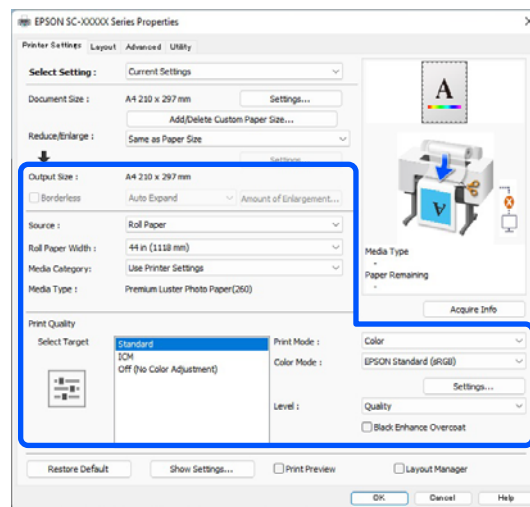 EPSON SC-XXXXX Series Properties
Printer Settings Layout Advanced Utility
Select Setting : Current Settings
Document Size : A4 210 x 297 mm Settings...
Add/Delete Custom Paper Size...
Reduce/Enlarge : Same as Paper Size
Settings...
Output Size : A4 210 x 297 mm
Borderless Auto Expand Amount of Enlargement...
Source : Roll Paper
Roll Paper Width : 44 in (1118 mm)
Media Category: Use Printer Settings
Media Type : Premium Luster Photo Paper(260)
A
A
Media Type
-
Paper Remaining
-
Acquire Info
Print Quality
Select Target
Standard
ICM
Off (No Color Adjustment)
Print Mode : Color
Color Mode : EPSON Standard (sRGB)
Settings...
Level : Quality
Black Enhance Overcoat
Restore Default Show Settings... Print Preview Layout Manager
OK Cancel Help